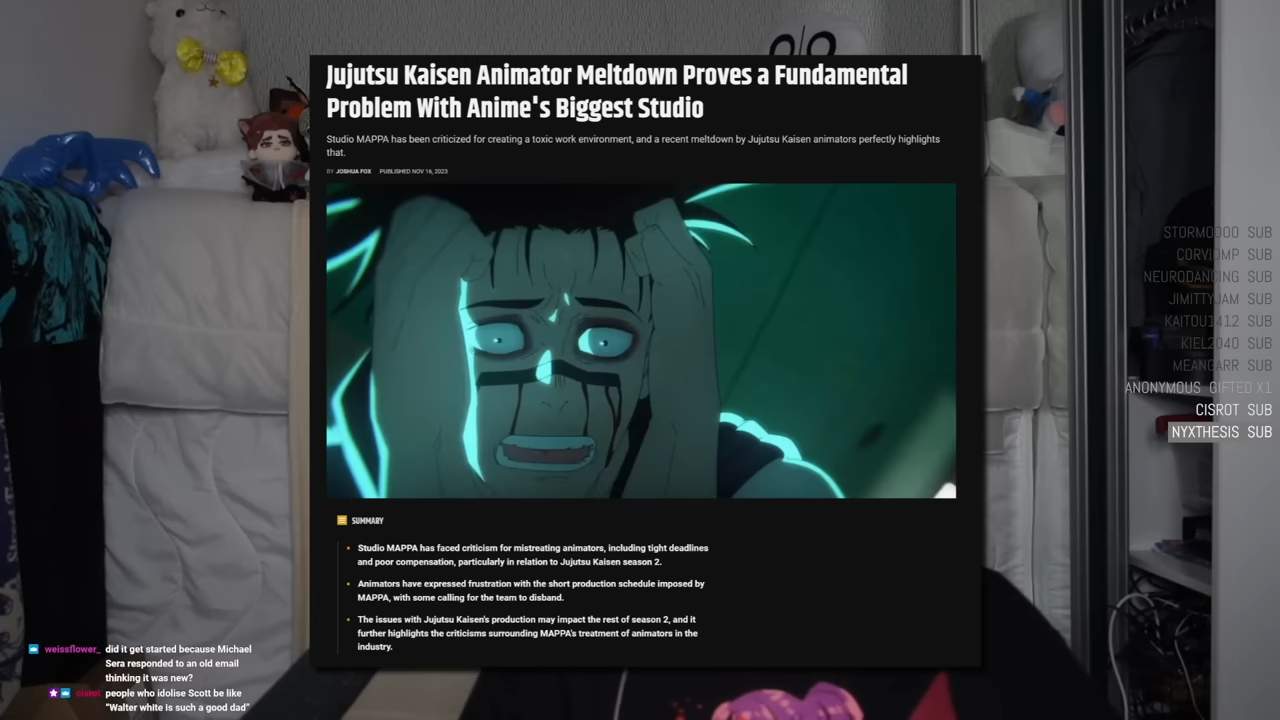 Jujutsu Kaisen Animator Meltdown Proves a Fundamental
Problem With Anime's Biggest Studio
Studio MAPPA has been criticized for creating a toxic work environment, and a recent meltdown by Jujutsu Kaisen animators perfectly highlights
that.
BY JOSHUA FOX PUBLISHED NOV 16, 2023
SUMMARY
Studio MAPPA has faced criticism for mistreating animators, including tight deadlines
and poor compensation, particularly in relation to Jujutsu Kaisen season 2.
Animators have expressed frustration with the short production schedule imposed by
MAPPA, with some calling for the team to disband.
The issues with Jujutsu Kaisen's production may impact the rest of season 2, and it
further highlights the criticisms surrounding MAPPA's treatment of animators in the
industry.
STORMOOOO SUB
CORVIDMP SUB
NEURODANCING SUB
JIMITTYJAM SUB
KAITOU1412 SUB
KIEL2040 SUB
MEANGARR SUB
ANONYMOUS GIFTED X1
CISROT SUB
NYXTHESIS SUB
weissflower_ did it get started because Michael
Sera responded to an old email
thinking it was new?
cisrot people who idolise Scott be like
"Walter white is such a good dad"